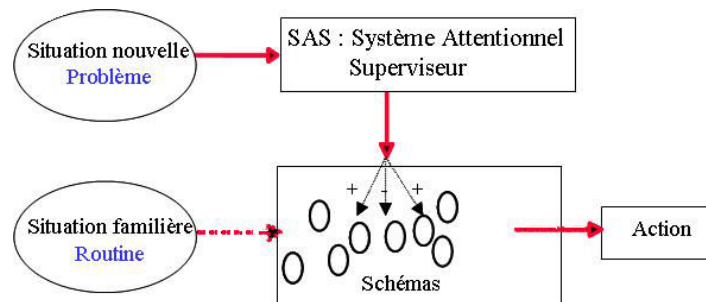 Situation nouvelle
Problème
SAS : Système Attentionnel
Superviseur
+ - +
Situation familière
Routine
Schémas
Action